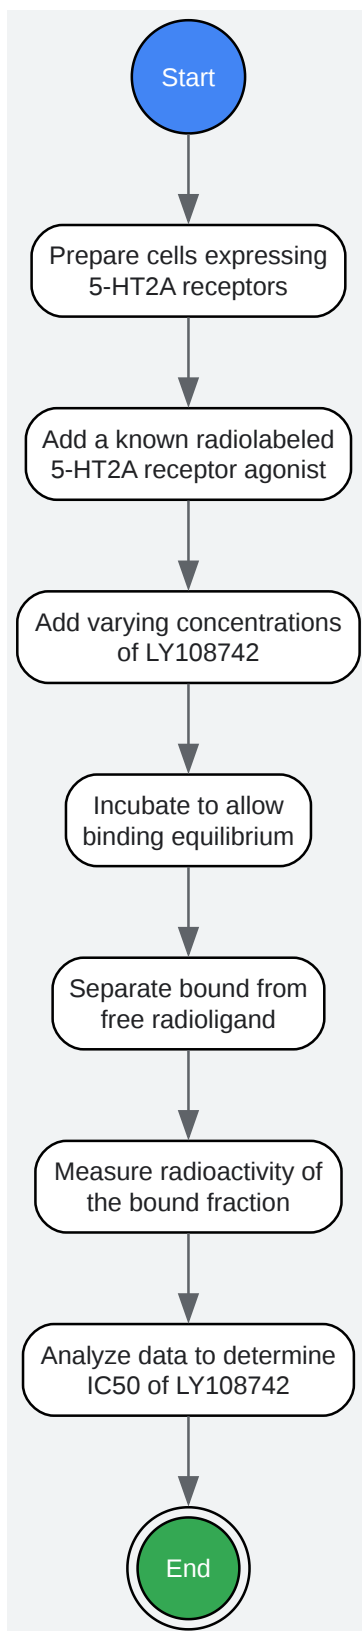 Start
Prepare cells expressing
5-HT2A receptors
Add a known radiolabeled
5-HT2A receptor agonist
Add varying concentrations
of LY108742
Incubate to allow
binding equilibrium
Separate bound from
free radioligand
Measure radioactivity of
the bound fraction
Analyze data to determine
IC50 of LY108742
End